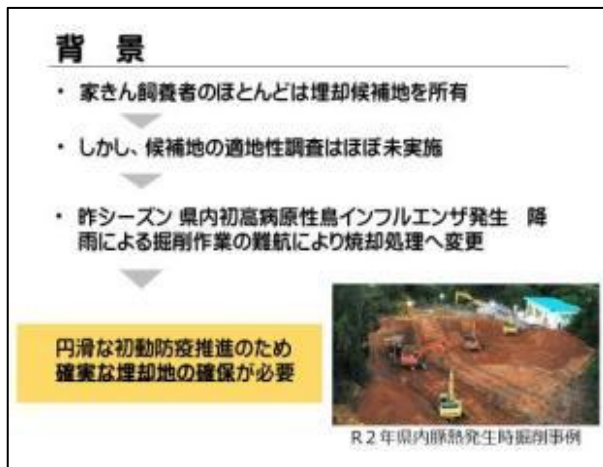 背 景
・ 家きん飼養者のほとんどは埋却候補地を所有
・ しかし、候補地の適地性調査はほぼ未実施
・ 昨シーズン 県内初高病原性鳥インフルエンザ発生 降
雨による掘削作業の難航により焼却処理へ変更
円滑な初動防疫推進のため
確実な埋却地の確保が必要
R2年県内豚熱発生時掘削事例